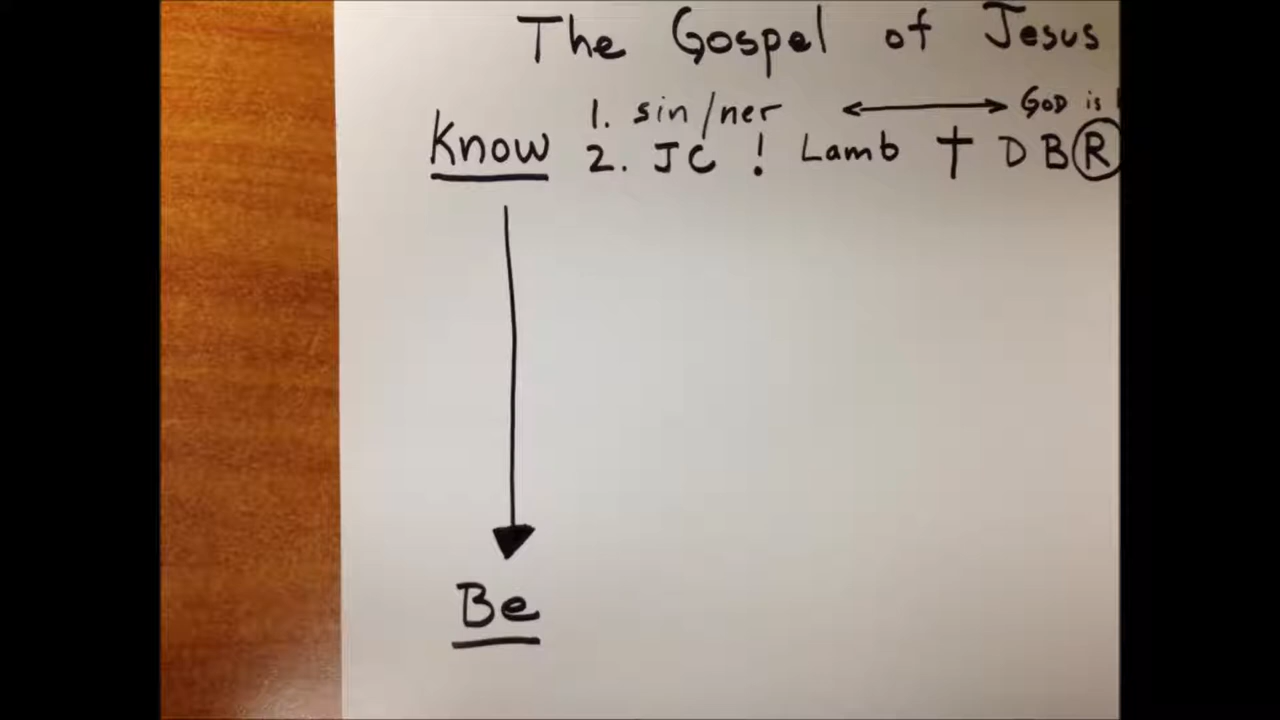 The Gospel of Jesus
Know
1. sin/ner ⟷ GOD is
2. JC ! Lamb ✝ D B R
Be